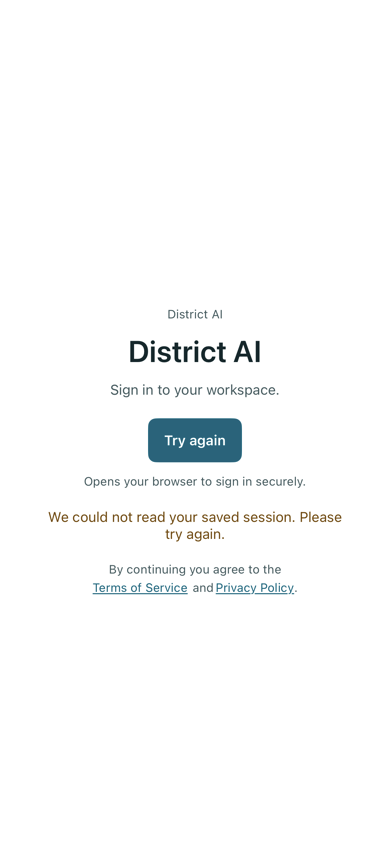 District AI
District AI
Sign in to your workspace.
Try again
Opens your browser to sign in securely.
We could not read your saved session. Please
try again.
By continuing you agree to the
Terms of Service and Privacy Policy.